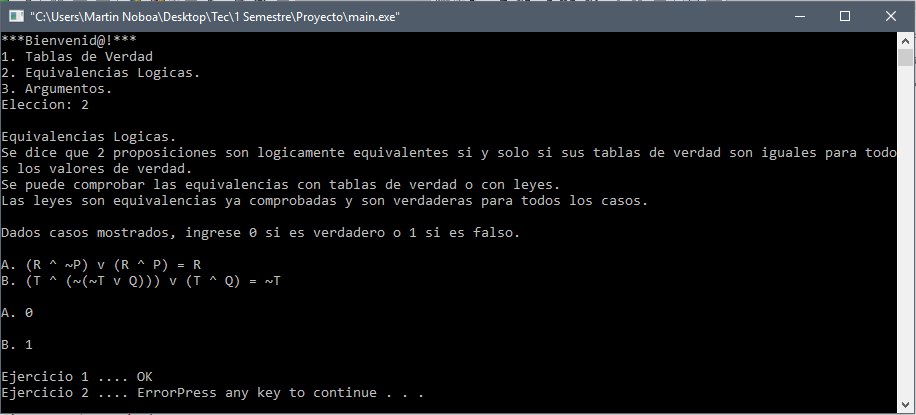 "C:\Users\Martin Noboa\Desktop\Tec\1 Semestre\Proyecto\main.exe"
***Bienvenid@!***
1. Tablas de Verdad
2. Equivalencias Logicas.
3. Argumentos.
Eleccion: 2
Equivalencias Logicas.
Se dice que 2 proposiciones son logicamente equivalentes si y solo si sus tablas de verdad son iguales para todo
s los valores de verdad.
Se puede comprobar las equivalencias con tablas de verdad o con leyes.
Las leyes son equivalencias ya comprobadas y son verdaderas para todos los casos.
Dados casos mostrados, ingrese 0 si es verdadero o 1 si es falso.
A. (R ^ ~P) v (R ^ P) = R
B. (T ^ (~(~T v Q))) v (T ^ Q) = ~T
A. 0
B. 1
Ejercicio 1 .... OK
Ejercicio 2 .... ErrorPress any key to continue . . .